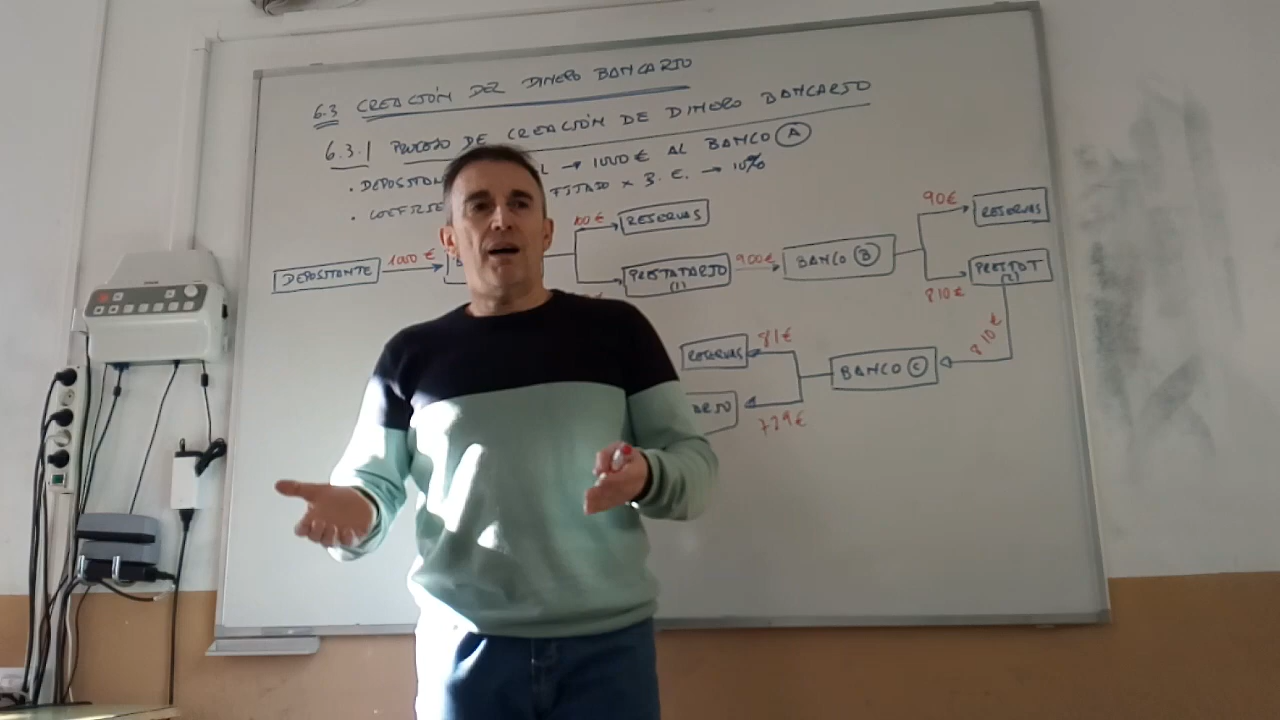 6.3 CREACIÓN DEL DINERO BANCARIO
6.3.1 PROCESO DE CREACIÓN DE DINERO BANCARIO
→ 1000 € AL BANCO A
FIJADO x B.E. → 10%
DEPOSITANTE
1000 €
100 €
RESERVAS
PRESTATARIO
(1)
900€
BANCO B
90€
RESERVAS
810€
PRESTAT
(2)
810€
BANCO C
81€
RESERVAS
729€